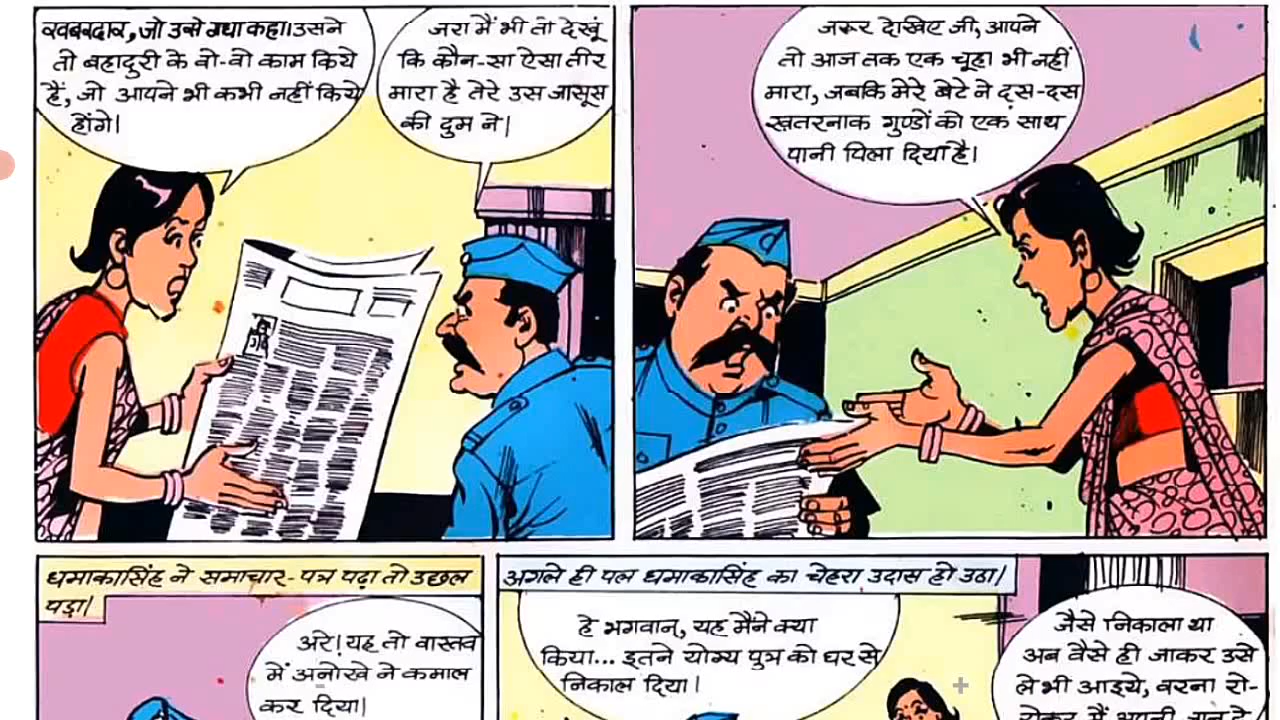 खबरदार, जो उसे गधा कहा। उसने
तो बहादुरी के वो-वो काम किये
हैं, जो आपने भी कभी नहीं किये
होंगे।
जरा मैं भी तो देखूं
कि कौन-सा ऐसा तीर
मारा है तेरे उस जासूस
की दुम ने।
जरूर देखिए जी, आपने
तो आज तक एक चूहा भी नहीं
मारा, जबकि मेरे बेटे ने दस-दस
खतरनाक गुण्डों को एक साथ
पानी पिला दिया है।
धमाकासिंह ने समाचार-पत्र पढ़ा तो उछल
पड़ा।
अरे! यह तो वास्तव
में अनोखे ने कमाल
कर दिया।
अगले ही पल धमाकासिंह का चेहरा उदास हो उठा।
हे भगवान्, यह मैंने क्या
किया... इतने योग्य पुत्र को घर से
निकाल दिया।
जैसे निकाला था
अब वैसे ही जाकर उसे
ले भी आइये, वरना रो-